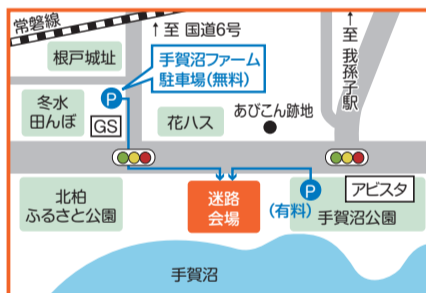 常磐線
↑至 国道6号
↑至 我孫子駅
根戸城址
手賀沼ファーム
駐車場(無料)
冬水
田んぼ
P
GS
花ハス
あびこん跡地
北柏
ふるさと公園
迷路
会場
P
(有料)
アビスタ
手賀沼公園
手賀沼